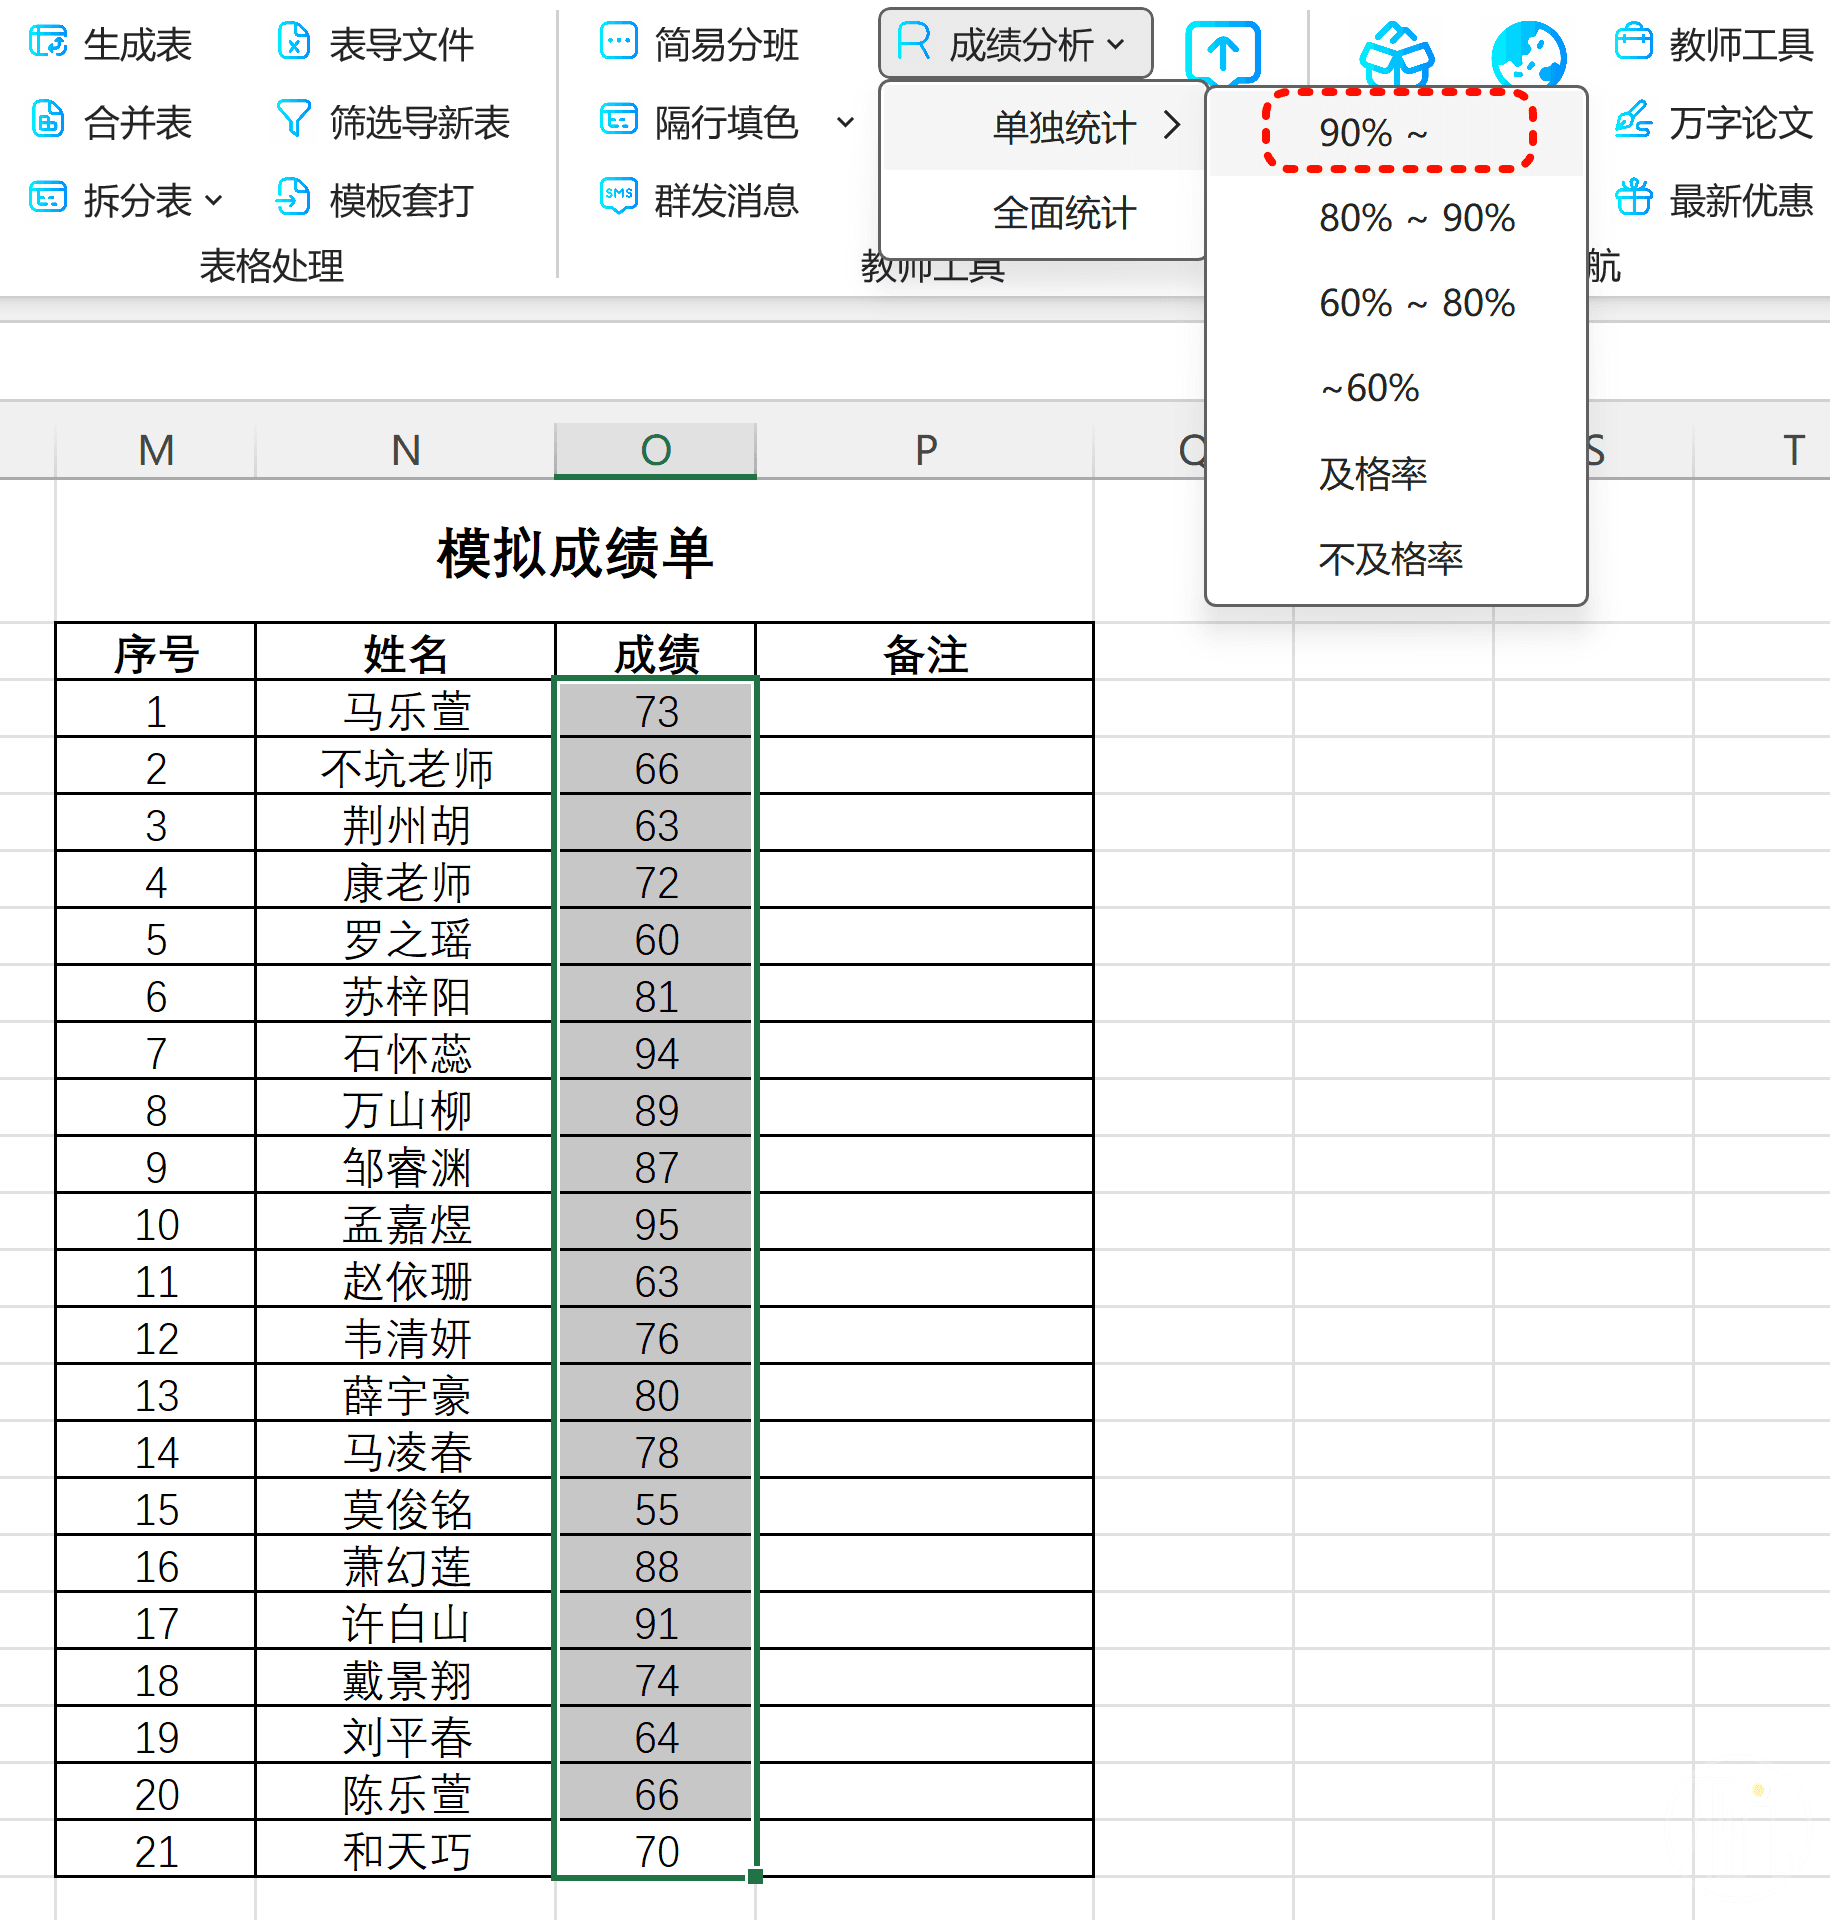 生成表 表导文件 简易分班 成绩分析 教师工具
合并表 筛选导新表 隔行填色 万字论文
拆分表 模板套打 SMS 群发消息 最新优惠
表格处理 教师工具 航
单独统计
全面统计
90% ~
80% ~ 90%
60% ~ 80%
~60%
及格率
不及格率
M N O P Q S T
模拟成绩单
序号 姓名 成绩 备注
1 马乐萱 73
2 不坑老师 66
3 荆州胡 63
4 康老师 72
5 罗之瑶 60
6 苏梓阳 81
7 石怀蕊 94
8 万山柳 89
9 邹睿渊 87
10 孟嘉煜 95
11 赵依珊 63
12 韦清妍 76
13 薛宇豪 80
14 马凌春 78
15 莫俊铭 55
16 萧幻莲 88
17 许白山 91
18 戴景翔 74
19 刘平春 64
20 陈乐萱 66
21 和天巧 70